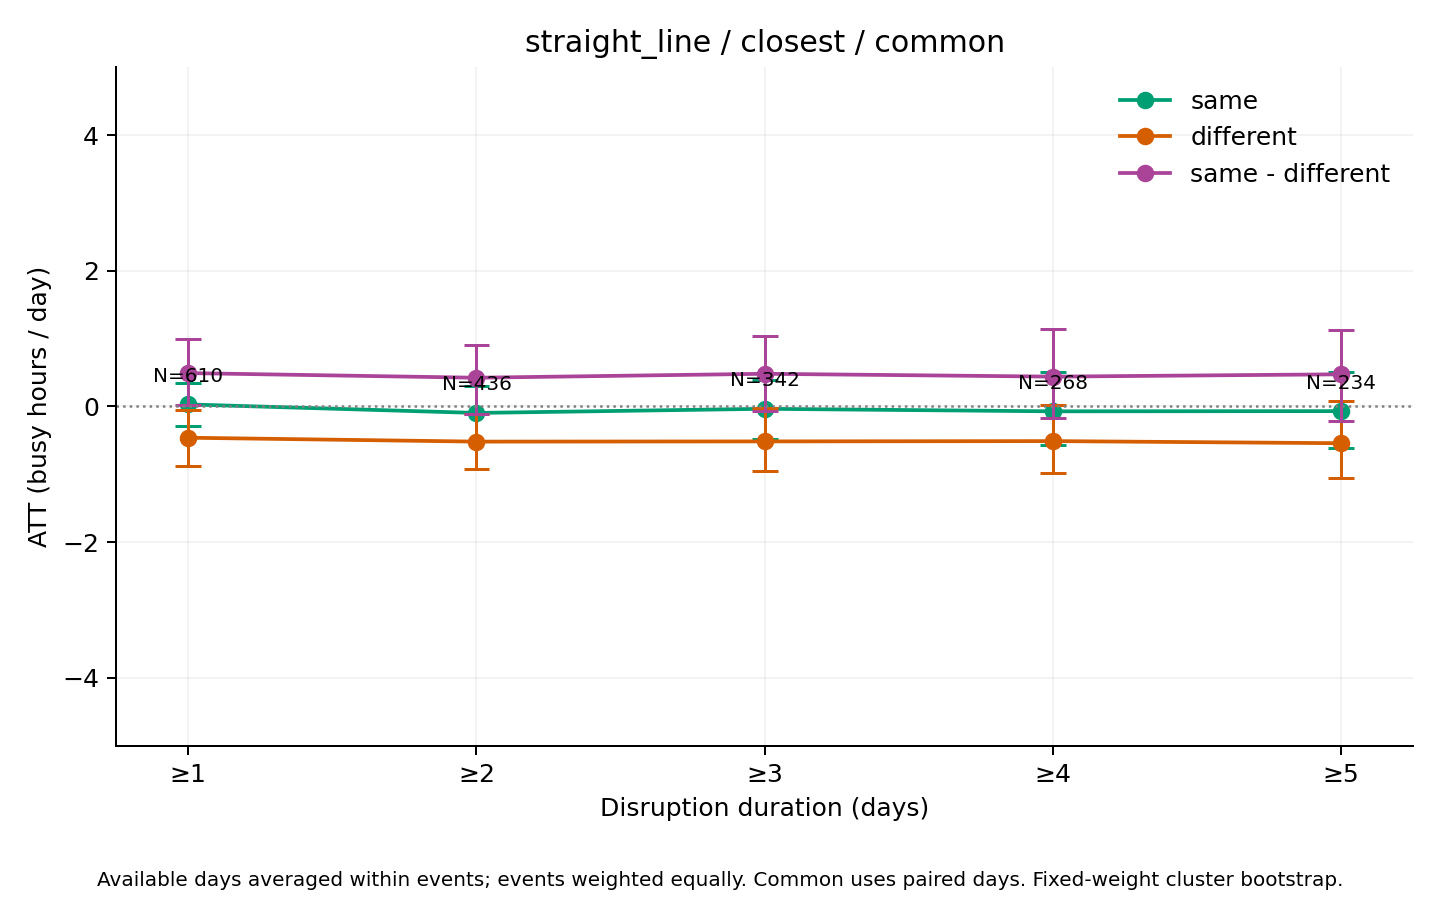 straight_line / closest / common
same
different
same - different
ATT (busy hours / day)
4
2
0
−2
−4
N=610
N=436
N=342
N=268
N=234
≥1
≥2
≥3
≥4
≥5
Disruption duration (days)
Available days averaged within events; events weighted equally. Common uses paired days. Fixed-weight cluster bootstrap.